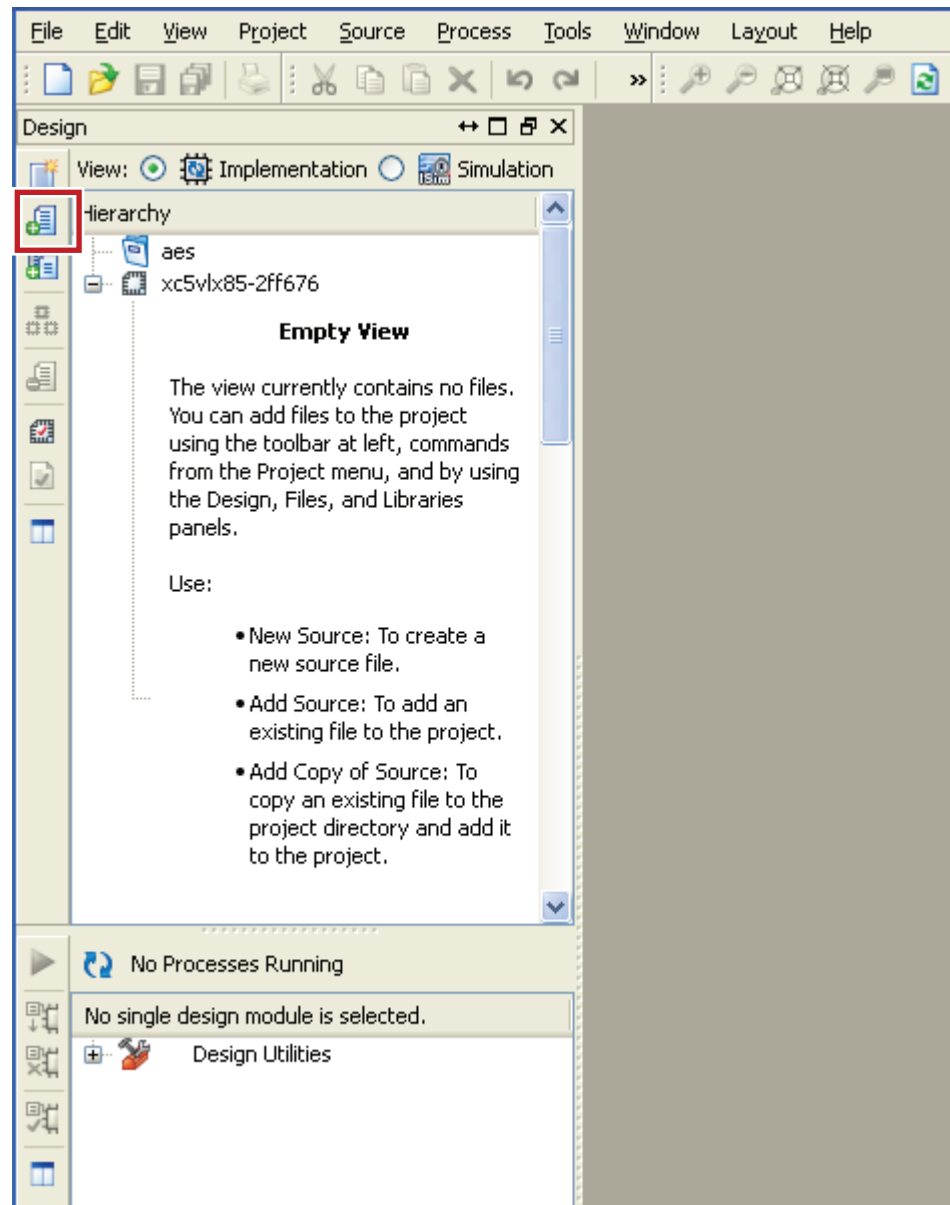 File Edit View Project Source Process Tools Window Layout Help
»
Design
View: Implementation ISim Simulation
Hierarchy
aes
xc5vlx85-2ff676
Empty View
The view currently contains no files.
You can add files to the project
using the toolbar at left, commands
from the Project menu, and by using
the Design, Files, and Libraries
panels.
Use:
• New Source: To create a
new source file.
• Add Source: To add an
existing file to the project.
• Add Copy of Source: To
copy an existing file to the
project directory and add it
to the project.
No Processes Running
No single design module is selected.
Design Utilities